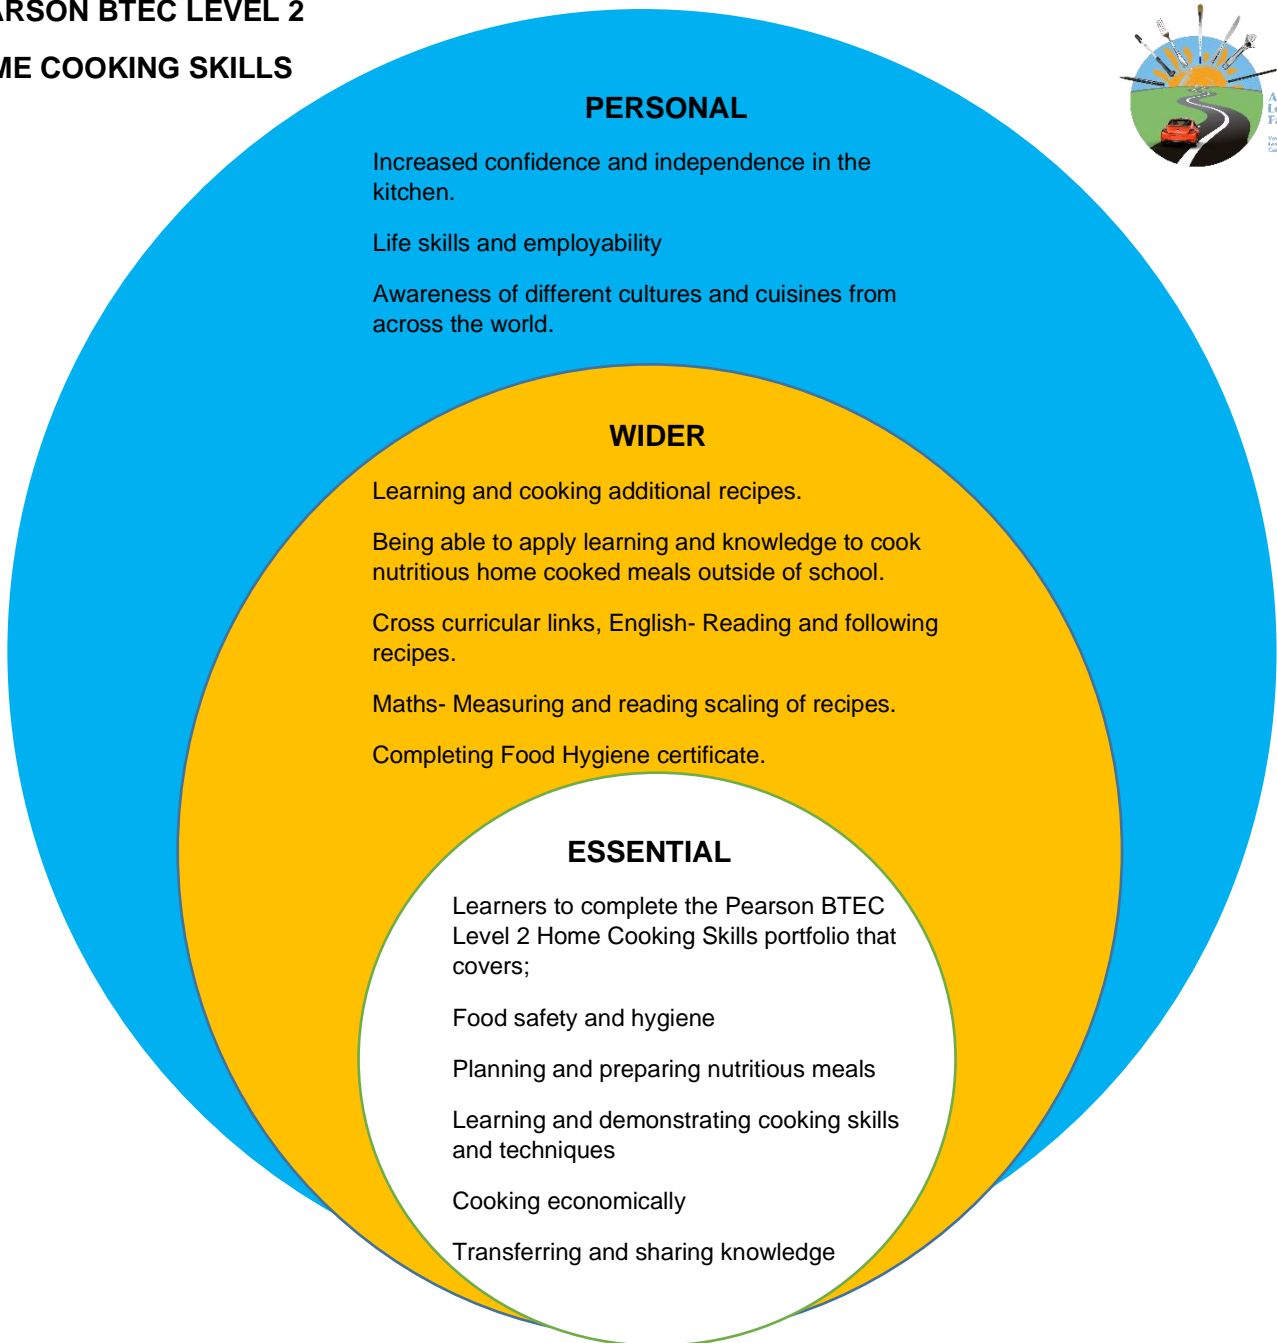 ARSON BTEC LEVEL 2
ME COOKING SKILLS
PERSONAL
Increased confidence and independence in the
kitchen.
Life skills and employability
Awareness of different cultures and cuisines from
across the world.
WIDER
Learning and cooking additional recipes.
Being able to apply learning and knowledge to cook
nutritious home cooked meals outside of school.
Cross curricular links, English- Reading and following
recipes.
Maths- Measuring and reading scaling of recipes.
Completing Food Hygiene certificate.
ESSENTIAL
Learners to complete the Pearson BTEC
Level 2 Home Cooking Skills portfolio that
covers;
Food safety and hygiene
Planning and preparing nutritious meals
Learning and demonstrating cooking skills
and techniques
Cooking economically
Transferring and sharing knowledge